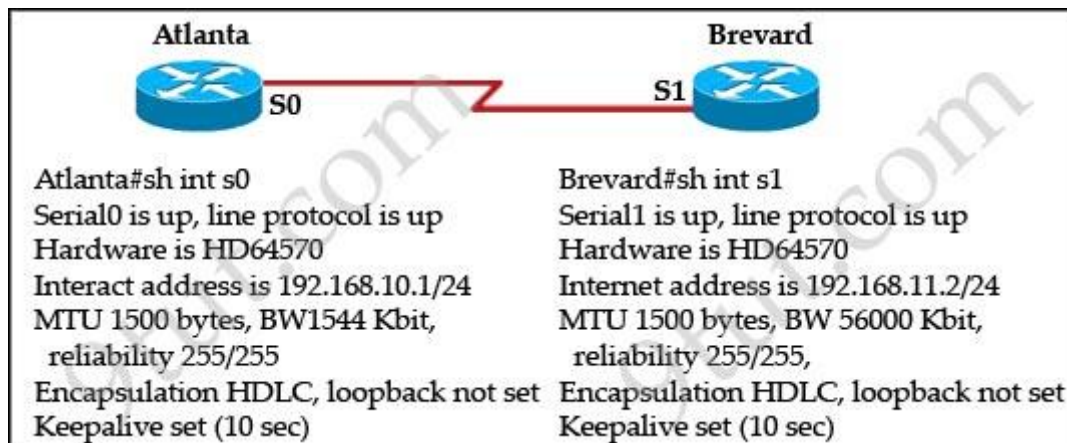 Atlanta
Brevard
S0
S1
Atlanta#sh int s0
Serial0 is up, line protocol is up
Hardware is HD64570
Interact address is 192.168.10.1/24
MTU 1500 bytes, BW1544 Kbit,
reliability 255/255
Encapsulation HDLC, loopback not set
Keepalive set (10 sec)
Brevard#sh int s1
Serial1 is up, line protocol is up
Hardware is HD64570
Internet address is 192.168.11.2/24
MTU 1500 bytes, BW 56000 Kbit,
reliability 255/255,
Encapsulation HDLC, loopback not set
Keepalive set (10 sec)
9tut.com
9tut.com